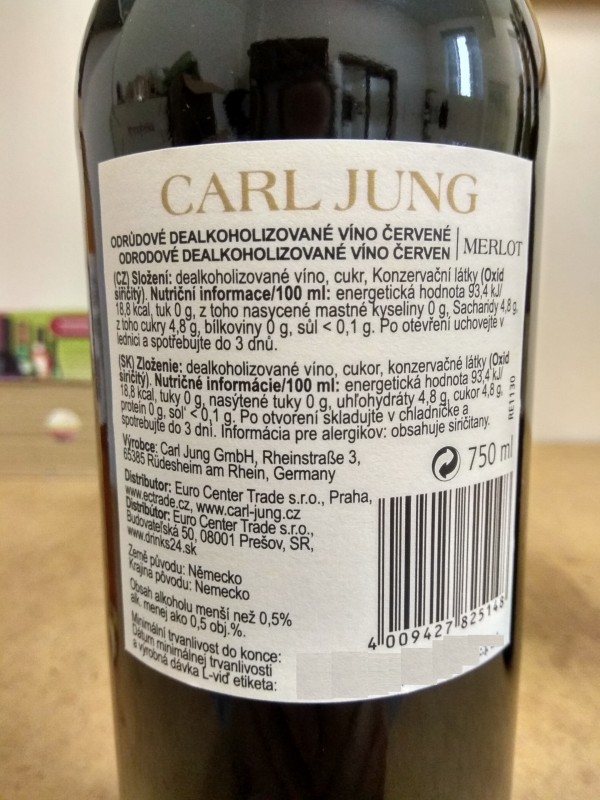 CARL JUNG
ODRŮDOVÉ DEALKOHOLIZOVANÉ VÍNO ČERVENÉ
ODRODOVÉ DEALKOHOLIZOVANÉ VÍNO ČERVEN
MERLOT
(CZ) Složení: dealkoholizované víno, cukr, Konzervační látky (Oxid
siřičitý). Nutriční informace/100 ml: energetická hodnota 93,4 kJ/
18,8 kcal, tuk 0 g, z toho nasycené mastné kyseliny 0 g, Sacharidy 4,8 g,
z toho cukry 4,8 g, bílkoviny 0 g, sůl < 0,1 g. Po otevření uchovejte v
lednici a spotřebujte do 3 dnů.
(SK) Zloženie: dealkoholizované víno, cukor, konzervačné látky (Oxid
siřičitý). Nutričné informácie/100 ml: energetická hodnota 93,4 kJ/
18,8 kcal, tuky 0 g, nasýtené tuky 0 g, uhľohydráty 4,8 g, cukor 4,8 g,
protein 0 g, soľ < 0,1 g. Po otvorení skladujte v chladničke a
spotrebujte do 3 dní. Informácia pre alergikov: obsahuje siričitany.
RE1130
Výrobce: Carl Jung GmbH, Rheinstraße 3,
65385 Rüdesheim am Rhein, Germany
750 ml
Distributor: Euro Center Trade s.r.o., Praha,
www.ectrade.cz, www.carl-jung.cz
Distribútor: Euro Center Trade s.r.o.,
Budovateľská 50, 08001 Prešov, SR,
www.drinks24.sk
Země původu: Německo
Krajina pôvodu: Nemecko
Obsah alkoholu menší než 0,5%
alk. menej ako 0,5 obj.%.
Minimální trvanlivost do konce:
Dátum minimálnej trvanlivosti
a výrobná dávka L-viď etiketa:
4 009427 825148